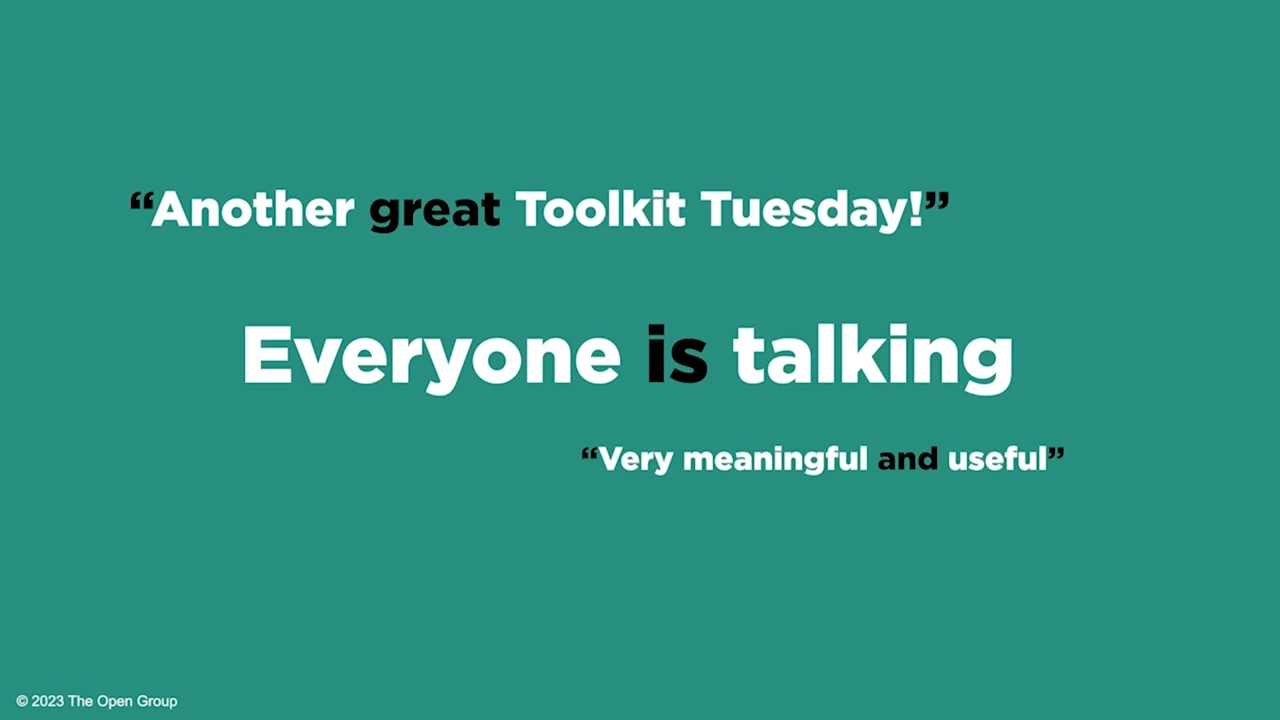 “Another great Toolkit Tuesday!”
Everyone is talking
“Very meaningful and useful”
© 2023 The Open Group